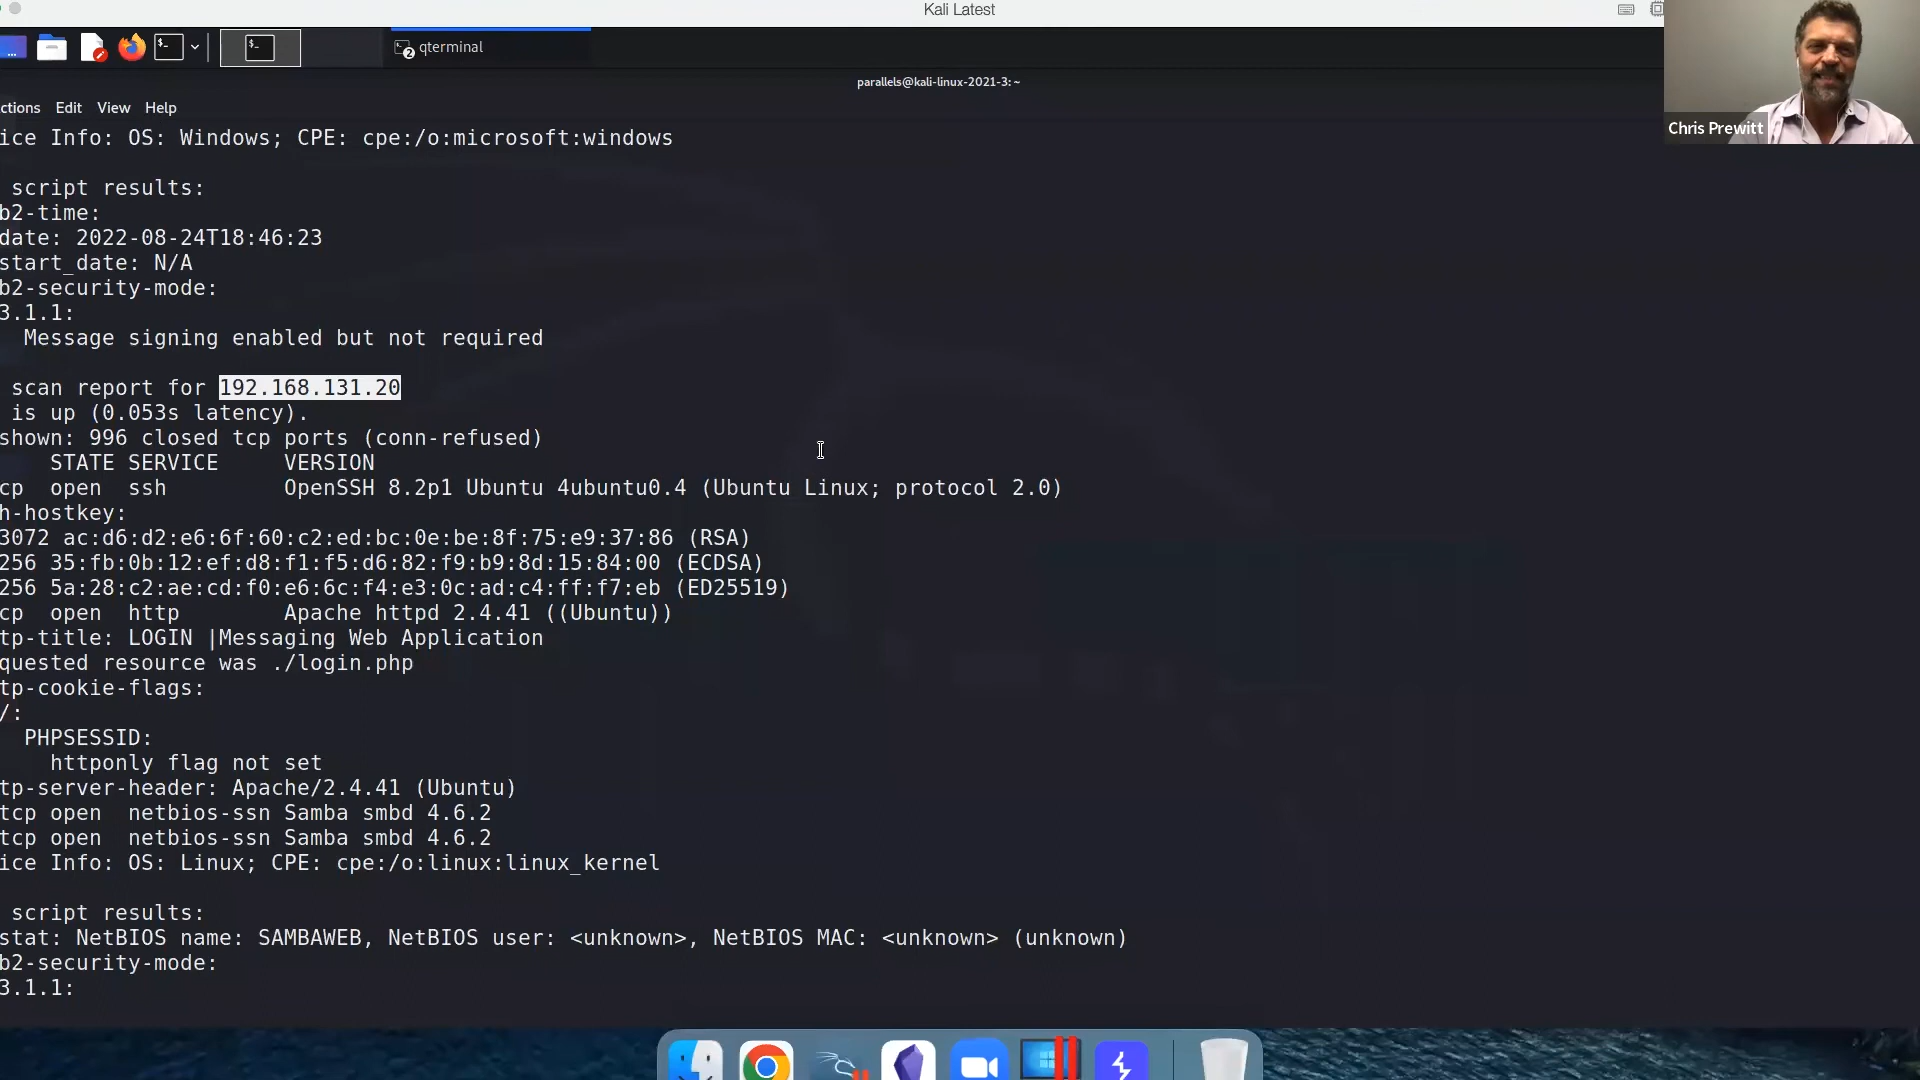 Kali Latest
qterminal
parallels@kali-linux-2021-3: ~
ctions Edit View Help
Chris Prewitt
ice Info: OS: Windows; CPE: cpe:/o:microsoft:windows
script results:
b2-time:
date: 2022-08-24T18:46:23
start_date: N/A
b2-security-mode:
3.1.1:
Message signing enabled but not required
scan report for 192.168.131.20
is up (0.053s latency).
shown: 996 closed tcp ports (conn-refused)
STATE SERVICE VERSION
cp open ssh OpenSSH 8.2p1 Ubuntu 4ubuntu0.4 (Ubuntu Linux; protocol 2.0)
h-hostkey:
3072 ac:d6:d2:e6:6f:60:c2:ed:bc:0e:be:8f:75:e9:37:86 (RSA)
256 35:fb:0b:12:ef:d8:f1:f5:d6:82:f9:b9:8d:15:84:00 (ECDSA)
256 5a:28:c2:ae:cd:f0:e6:6c:f4:e3:0c:ad:c4:ff:f7:eb (ED25519)
cp open http Apache httpd 2.4.41 ((Ubuntu))
tp-title: LOGIN |Messaging Web Application
quested resource was ./login.php
tp-cookie-flags:
/:
PHPSESSID:
httponly flag not set
tp-server-header: Apache/2.4.41 (Ubuntu)
tcp open netbios-ssn Samba smbd 4.6.2
tcp open netbios-ssn Samba smbd 4.6.2
ice Info: OS: Linux; CPE: cpe:/o:linux:linux_kernel
script results:
stat: NetBIOS name: SAMBAWEB, NetBIOS user: <unknown>, NetBIOS MAC: <unknown> (unknown)
b2-security-mode:
3.1.1: